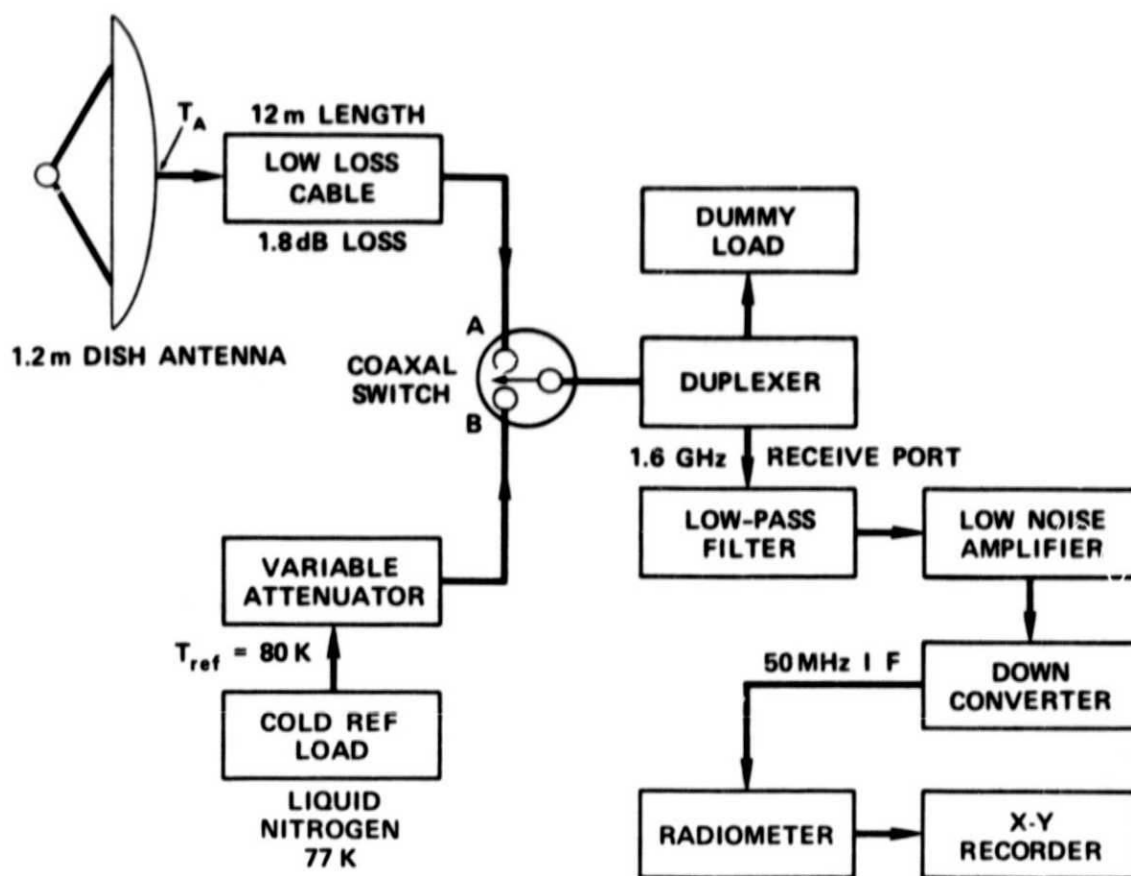 T_A
12 m LENGTH
LOW LOSS
CABLE
1.8 dB LOSS
1.2 m DISH ANTENNA
A
COAXAL
SWITCH
B
DUMMY
LOAD
DUPLEXER
1.6 GHz RECEIVE PORT
LOW-PASS
FILTER
LOW NOISE
AMPLIFIER
VARIABLE
ATTENUATOR
T_ref = 80 K
COLD REF
LOAD
LIQUID
NITROGEN
77 K
50 MHz I F
DOWN
CONVERTER
RADIOMETER
X-Y
RECORDER